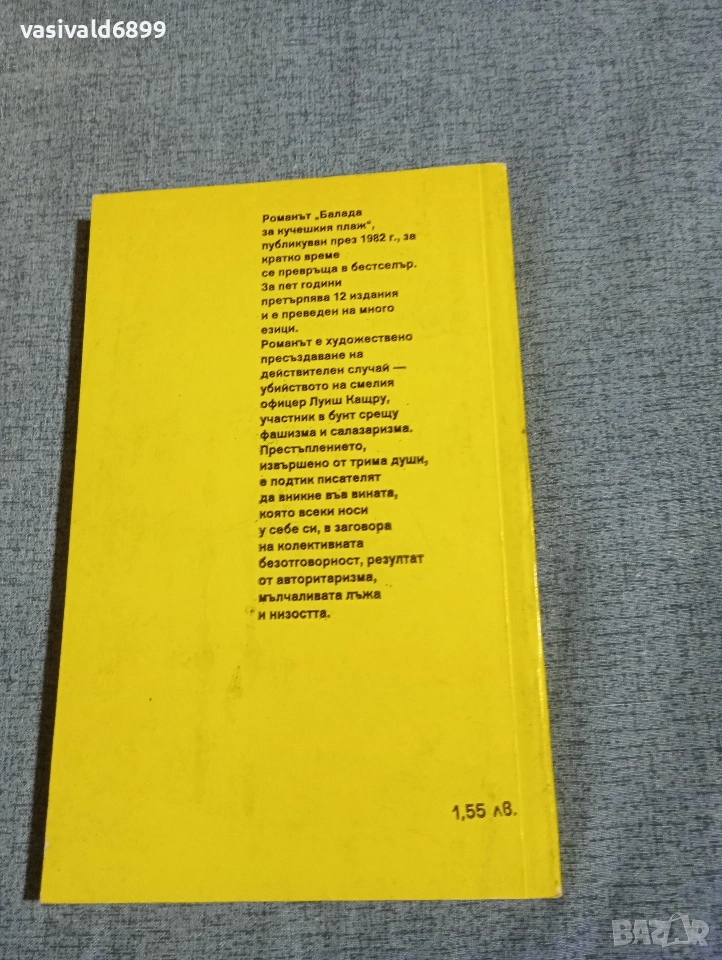 vasivald6899
Романът „Балада
за кучешкия плаж“,
публикуван през 1982 г., за
кратко време
се превръща в бестселър.
За пет години
претърпява 12 издания
и е преведен на много
езици.
Романът е художествено
пресъздаване на
действителен случай —
убийството на смелия
офицер Луиш Кащру,
участник в бунт срещу
фашизма и салазаризма.
Престъплението,
извършено от трима души,
е подтик писателят
да вникне във вината,
която всеки носи
у себе си, в заговора
на колективната
безотговорност, резултат
от авторитаризма,
мълчаливата лъжа
и низостта.
1,55 лв.
BAZAR